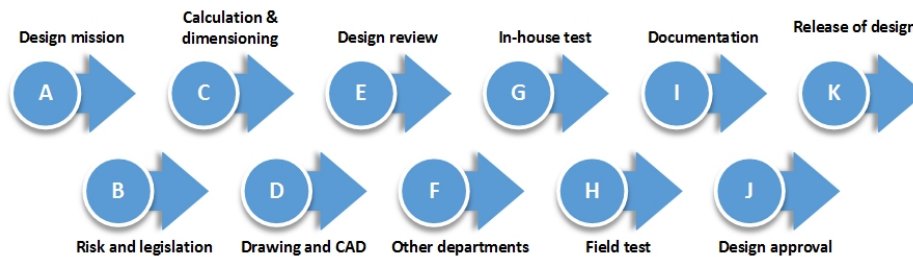 Design mission
Calculation &
dimensioning
Design review
In-house test
Documentation
Release of design
A
C
E
G
I
K
B
D
F
H
J
Risk and legislation
Drawing and CAD
Other departments
Field test
Design approval